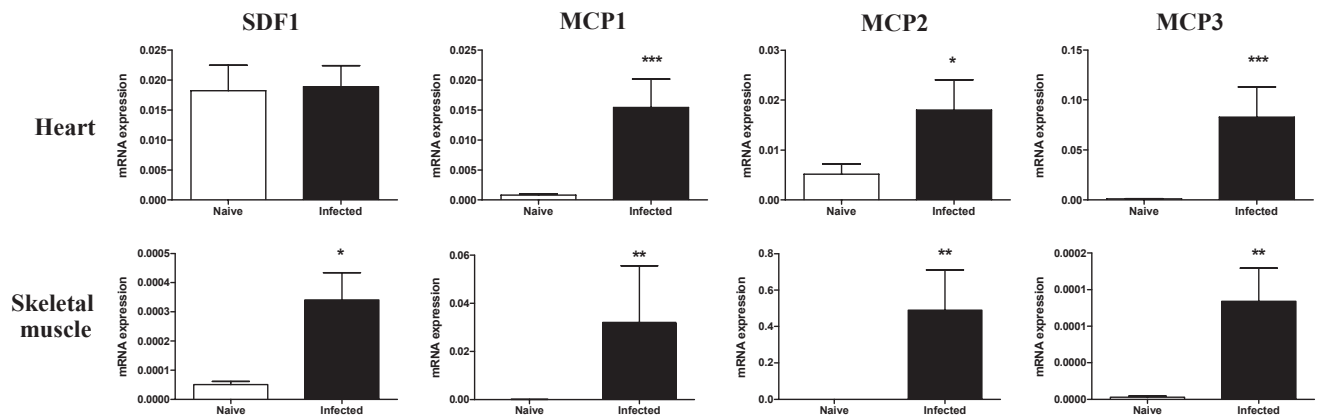 SDF1
MCP1
MCP2
MCP3
Heart
mRNA expression
0.025
0.020
0.015
0.010
0.005
0.000
Naive
Infected
mRNA expression
0.025
0.020
0.015
0.010
0.005
0.000
***
Naive
Infected
mRNA expression
0.03
0.02
0.01
0.00
*
Naive
Infected
mRNA expression
0.15
0.10
0.05
0.00
***
Naive
Infected
Skeletal
muscle
mRNA expression
0.0005
0.0004
0.0003
0.0002
0.0001
0.0000
*
Naive
Infected
mRNA expression
0.06
0.04
0.02
0.00
**
Naive
Infected
mRNA expression
0.8
0.6
0.4
0.2
0.0
**
Naive
Infected
mRNA expression
0.0002
0.0001
0.0001
0.0000
0.0000
**
Naive
Infected